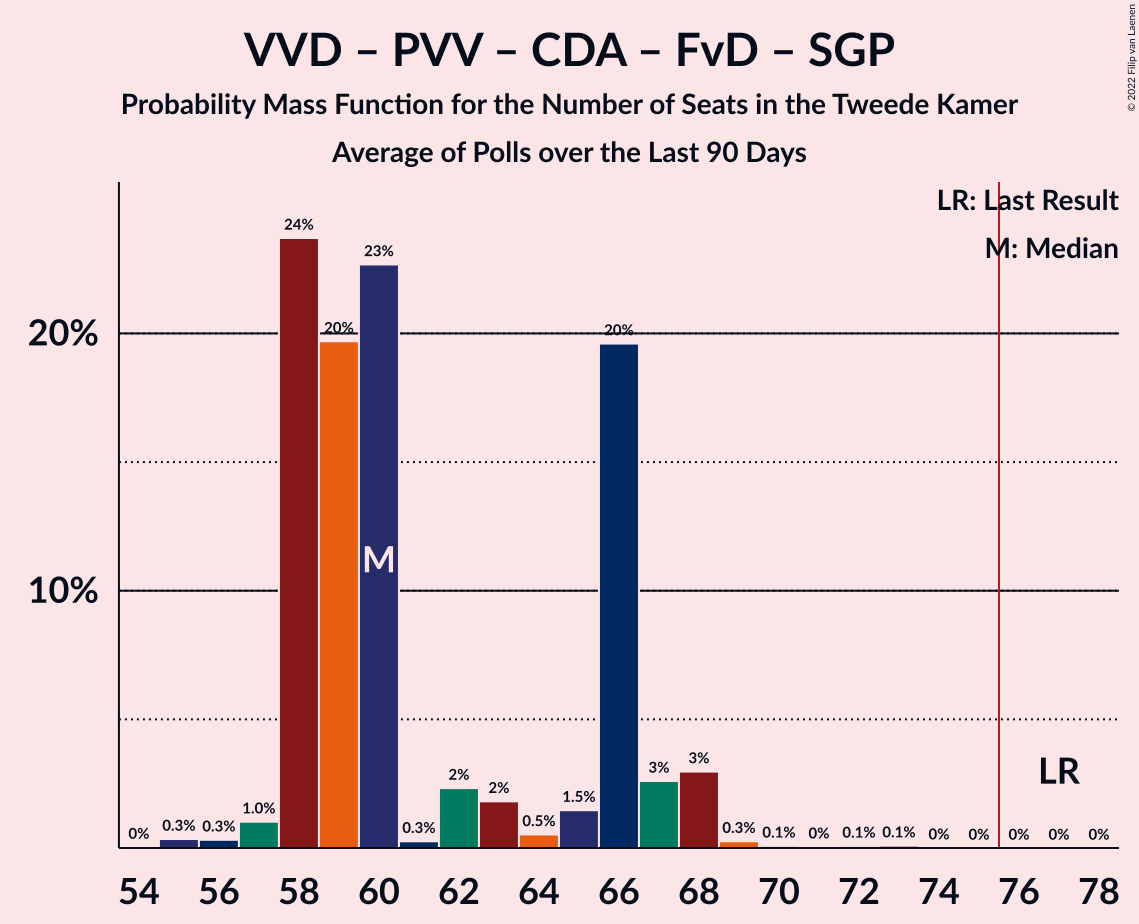 VVD – PVV – CDA – FvD – SGP
Probability Mass Function for the Number of Seats in the Tweede Kamer
Average of Polls over the Last 90 Days
© 2022 Filip van Laenen
LR: Last Result
M: Median
20%
10%
0% 0.3% 0.3% 1.0% 24% 20% 23% 0.3% 2% 2% 0.5% 1.5% 20% 3% 3% 0.3% 0.1% 0% 0.1% 0.1% 0% 0% 0% 0% 0%
M
LR
54 56 58 60 62 64 66 68 70 72 74 76 78